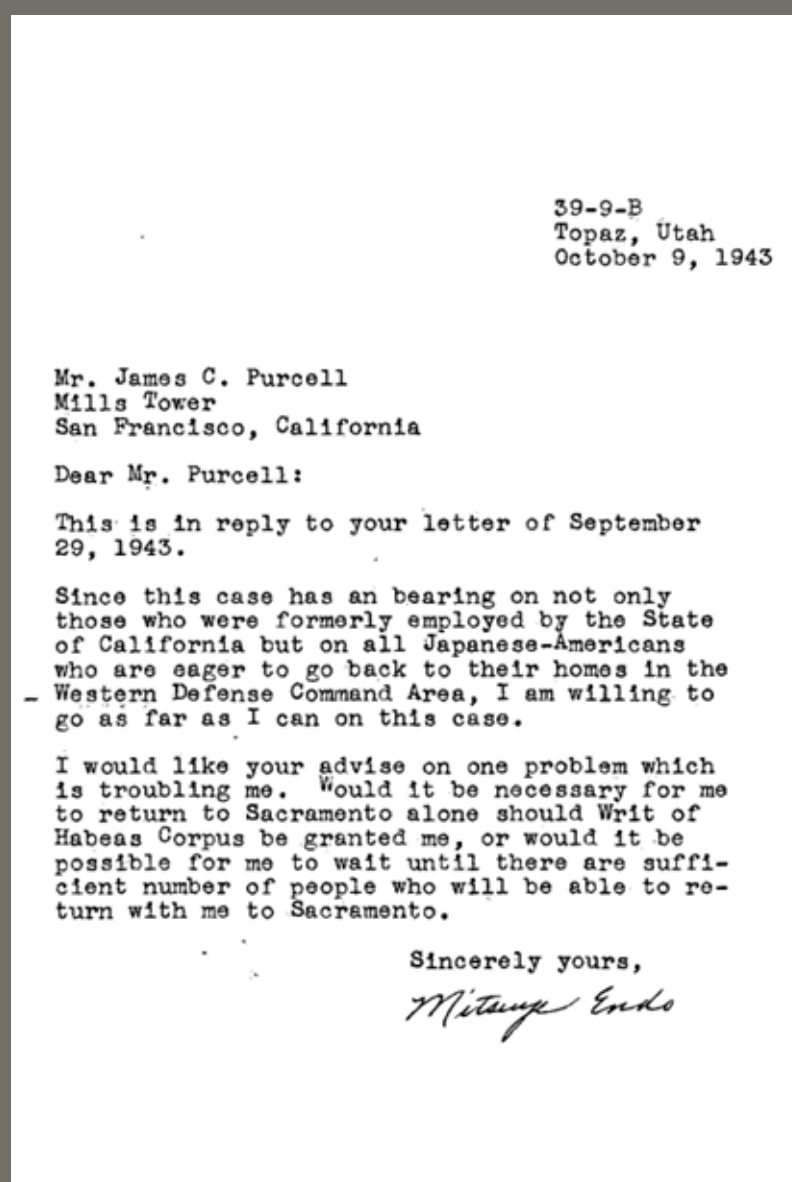 39-9-B
Topaz, Utah
October 9, 1943
Mr. James C. Purcell
Mills Tower
San Francisco, California
Dear Mr. Purcell:
This is in reply to your letter of September
29, 1943.
Since this case has an bearing on not only
those who were formerly employed by the State
of California but on all Japanese-Americans
who are eager to go back to their homes in the
Western Defense Command Area, I am willing to
go as far as I can on this case.
I would like your advise on one problem which
is troubling me.  Would it be necessary for me
to return to Sacramento alone should Writ of
Habeas Corpus be granted me, or would it be
possible for me to wait until there are suffi-
cient number of people who will be able to re-
turn with me to Sacramento.
Sincerely yours,
Mitsuye Endo